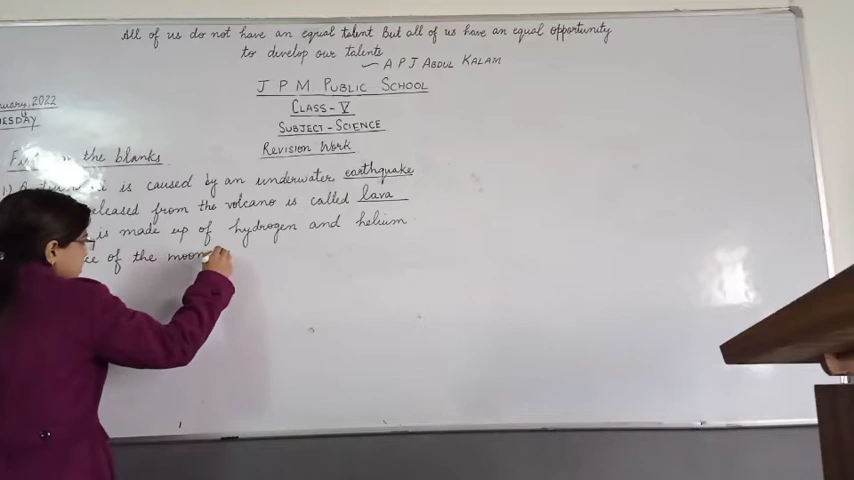 All of us do not have an equal talent But all of us have an equal opportunity
to develop our talents
— A P J ABDUL KALAM
J P M PUBLIC SCHOOL
CLASS - V
SUBJECT - SCIENCE
REVISION WORK
2022
the blanks
is caused by an underwater earthquake
released from the volcano is called lava
is made up of hydrogen and helium
of the moon